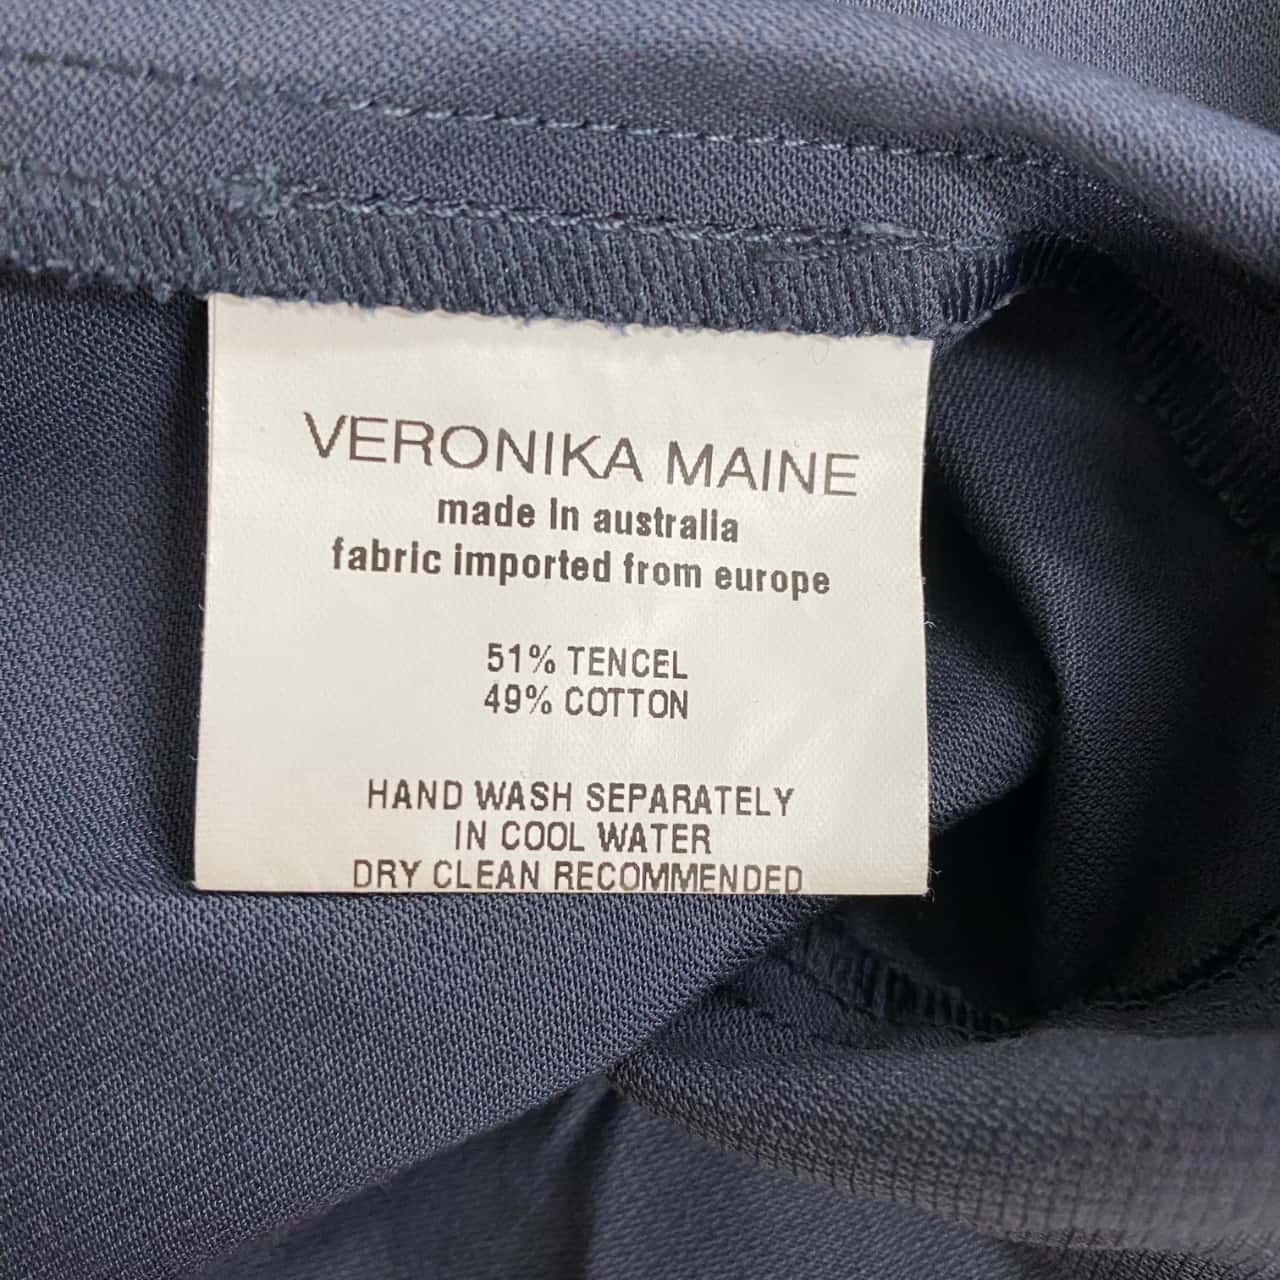 VERONIKA MAINE
made in australia
fabric imported from europe
51% TENCEL
49% COTTON
HAND WASH SEPARATELY
IN COOL WATER
DRY CLEAN RECOMMENDED